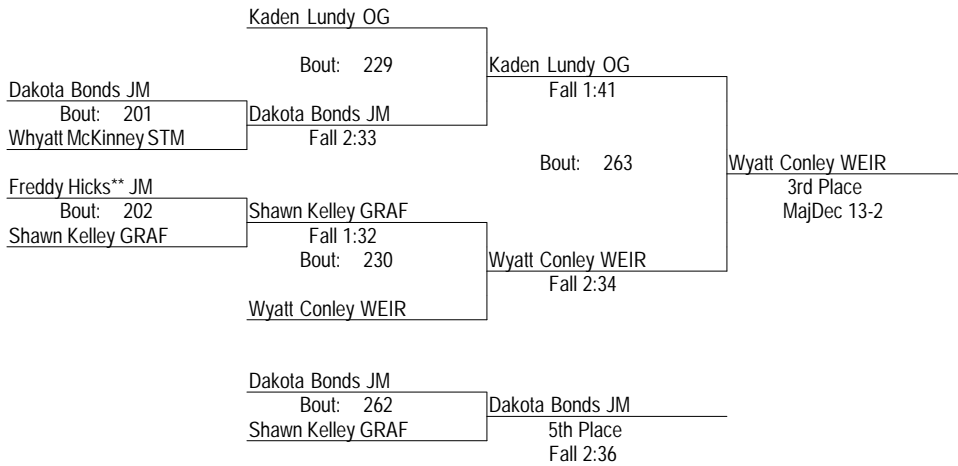 Kaden Lundy OG
Bout: 229
Kaden Lundy OG
Fall 1:41
Dakota Bonds JM
Bout: 201
Whyatt McKinney STM
Dakota Bonds JM
Fall 2:33
Bout: 263
Wyatt Conley WEIR
3rd Place
MajDec 13-2
Freddy Hicks** JM
Bout: 202
Shawn Kelley GRAF
Shawn Kelley GRAF
Fall 1:32
Bout: 230
Wyatt Conley WEIR
Fall 2:34
Wyatt Conley WEIR
Dakota Bonds JM
Bout: 262
Shawn Kelley GRAF
Dakota Bonds JM
5th Place
Fall 2:36